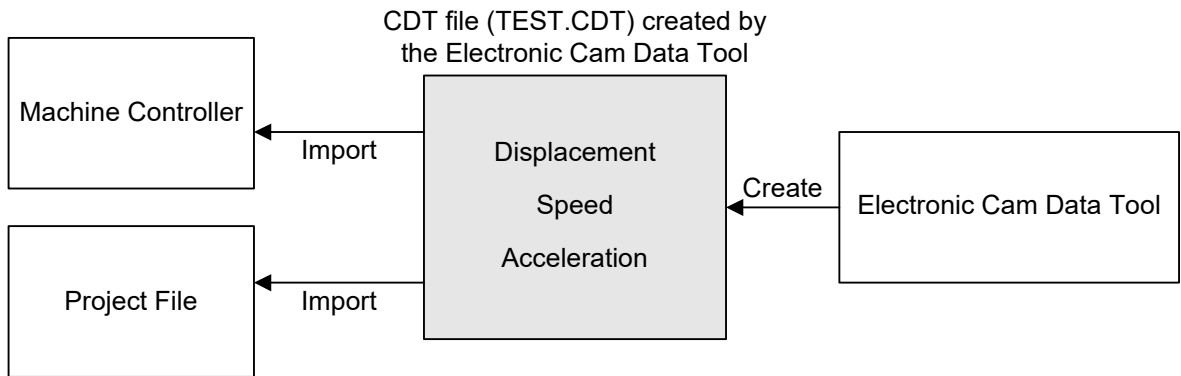 CDT file (TEST.CDT) created by
the Electronic Cam Data Tool
Machine Controller
Import
Displacement
Speed
Acceleration
Create
Electronic Cam Data Tool
Project File
Import